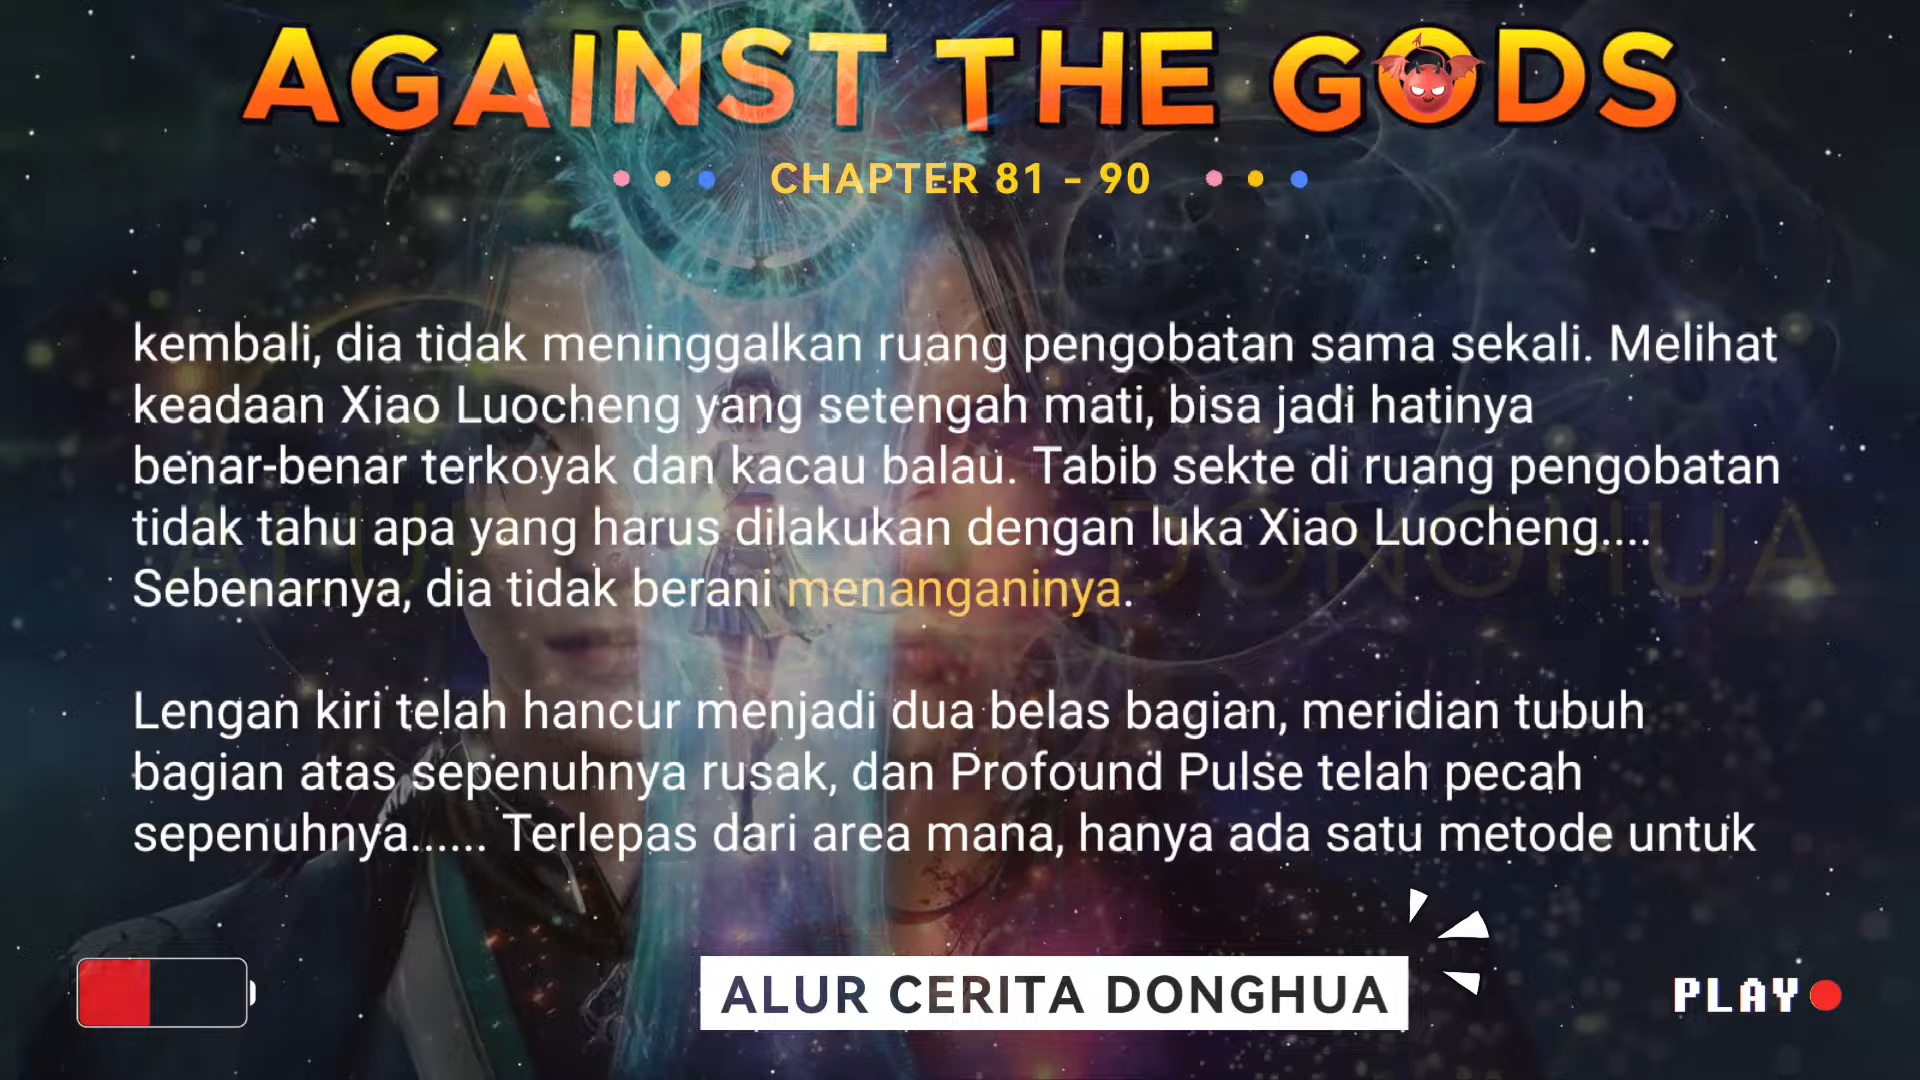 AGAINST THE GODS
CHAPTER 81 - 90
kembali, dia tidak meninggalkan ruang pengobatan sama sekali. Melihat
keadaan Xiao Luocheng yang setengah mati, bisa jadi hatinya
benar-benar terkoyak dan kacau balau. Tabib sekte di ruang pengobatan
tidak tahu apa yang harus dilakukan dengan luka Xiao Luocheng....
Sebenarnya, dia tidak berani menanganinya.
Lengan kiri telah hancur menjadi dua belas bagian, meridian tubuh
bagian atas sepenuhnya rusak, dan Profound Pulse telah pecah
sepenuhnya...... Terlepas dari area mana, hanya ada satu metode untuk
ALUR CERITA DONGHUA
PLAY